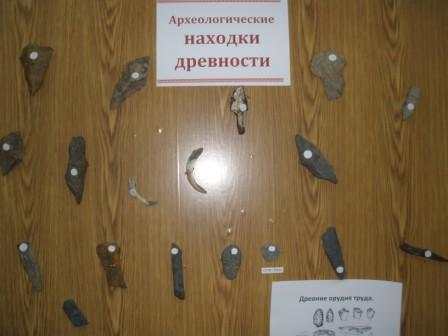 Археологические
находки
древности
Древние орудия труда.